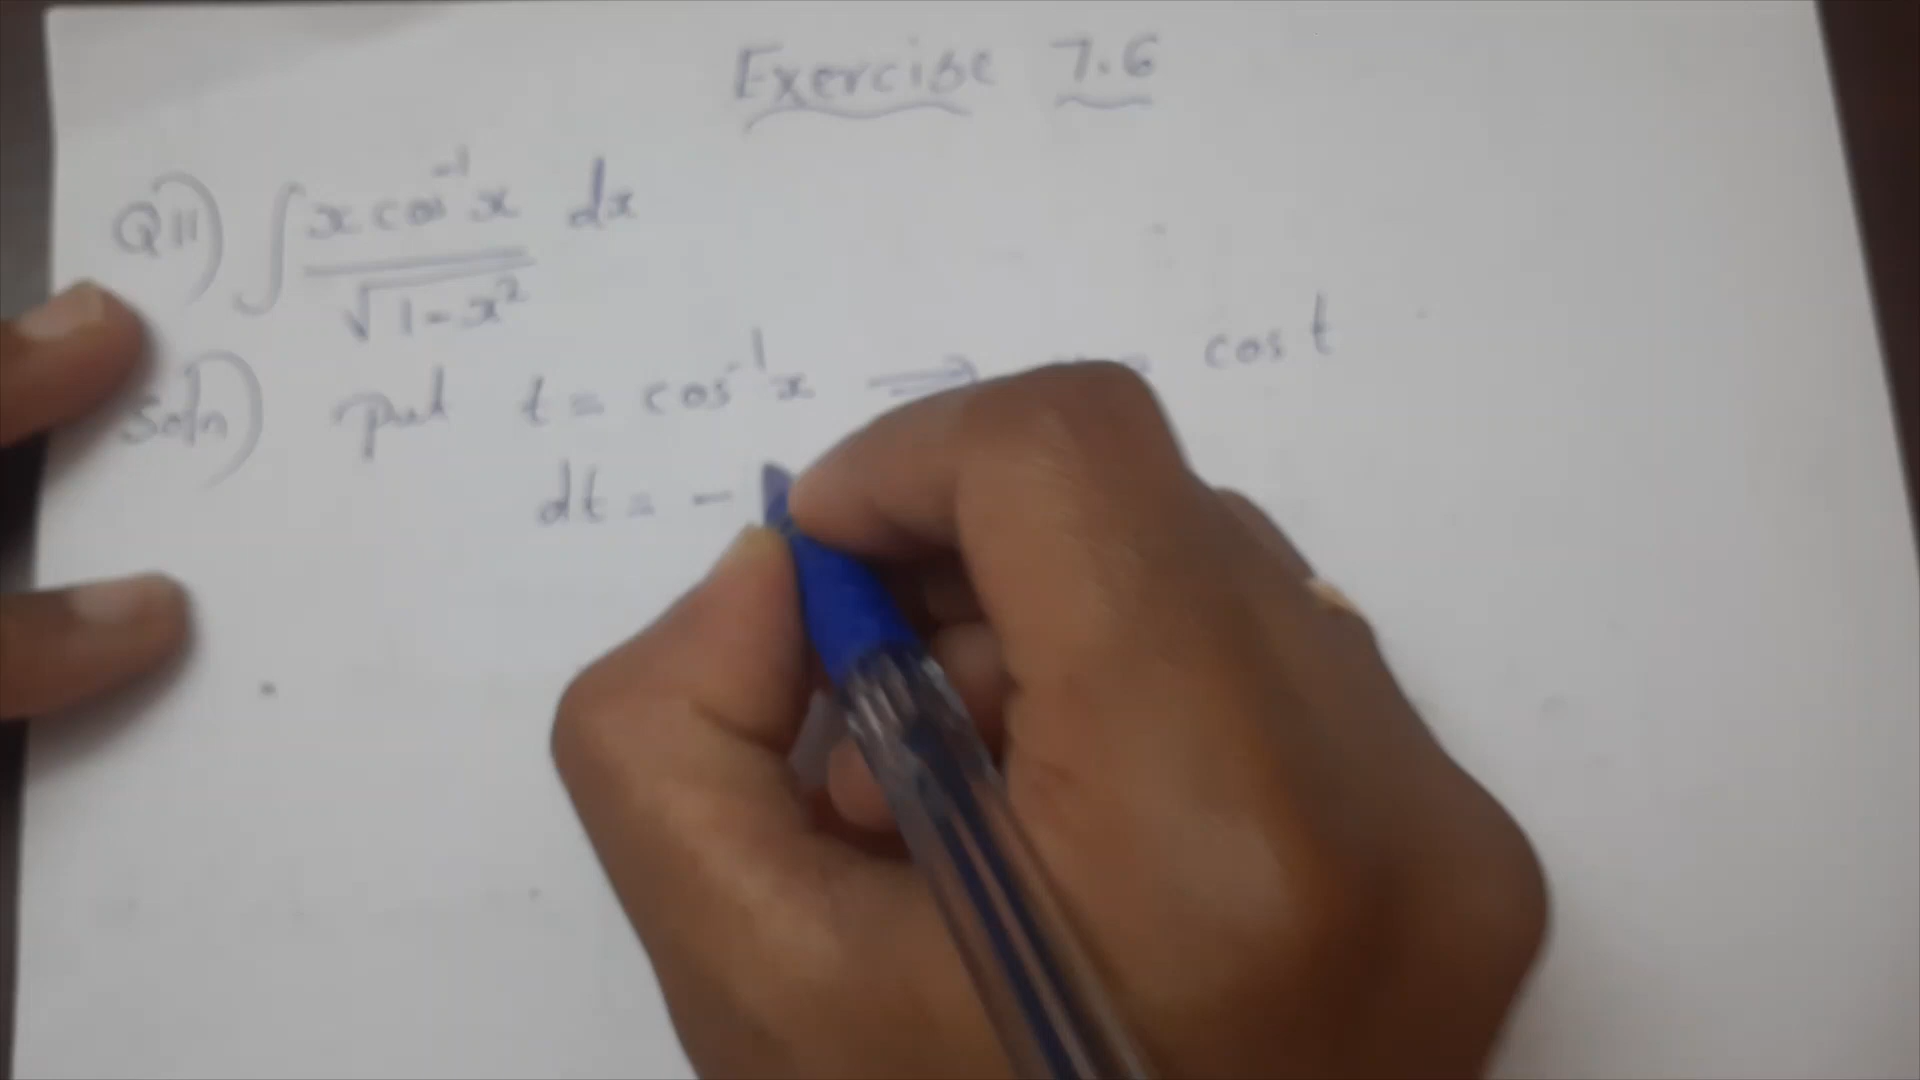 Exercise 7.6
Q11) ∫ x cos⁻¹x / √1-x² dx
Soln) put t = cos⁻¹x ⟹ = cos t
dt = -